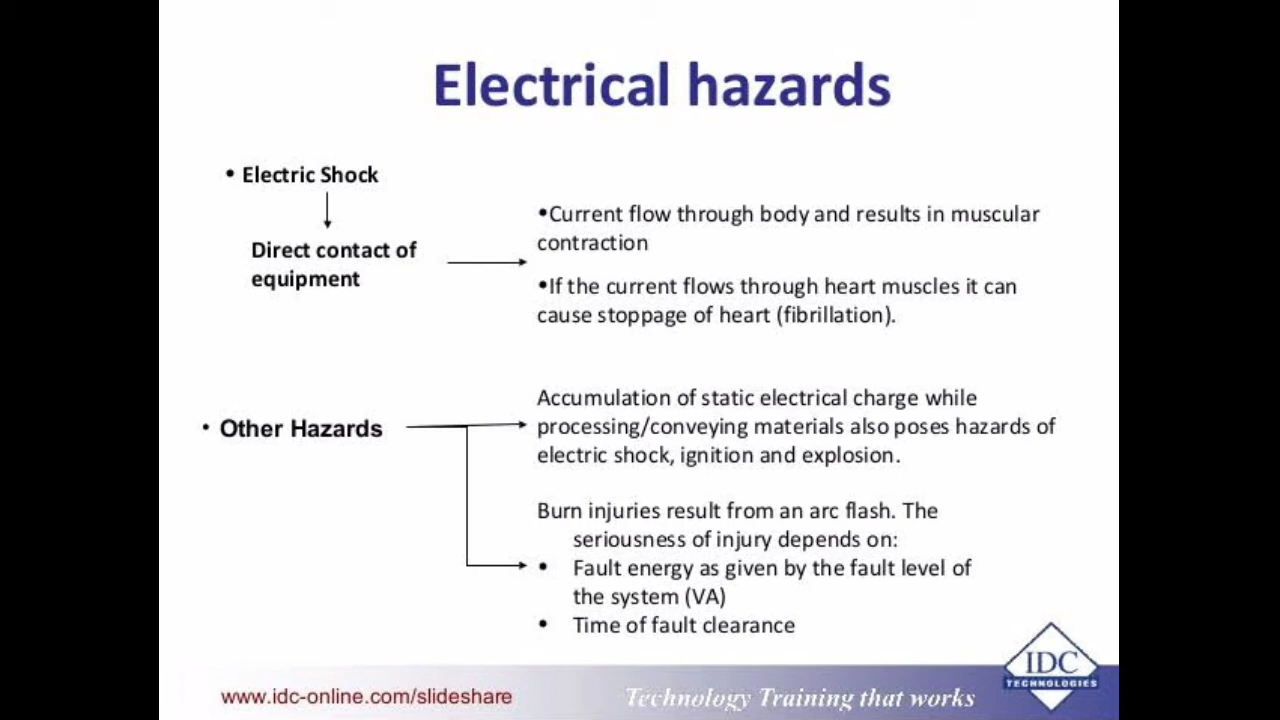 Electrical hazards
• Electric Shock
Direct contact of
equipment
•Current flow through body and results in muscular
contraction
•If the current flows through heart muscles it can
cause stoppage of heart (fibrillation).
• Other Hazards
Accumulation of static electrical charge while
processing/conveying materials also poses hazards of
electric shock, ignition and explosion.
Burn injuries result from an arc flash. The
seriousness of injury depends on:
• Fault energy as given by the fault level of
the system (VA)
• Time of fault clearance
www.idc-online.com/slideshare
Technology Training that works
IDC
TECHNOLOGIES